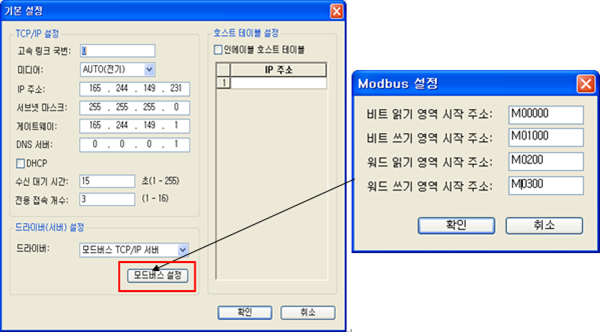 기본 설정
TCP/IP 설정
고속 링크 국번: 0
미디어: AUTO(전기)
IP 주소: 165 . 244 . 149 . 231
서브넷 마스크: 255 . 255 . 255 . 0
게이트웨이: 165 . 244 . 149 . 1
DNS 서버: 0 . 0 . 0 . 1
DHCP
수신 대기 시간: 15 초(1 - 255)
전용 접속 개수: 3 (1 - 16)
드라이버(서버) 설정
드라이버: 모드버스 TCP/IP 서버
모드버스 설정
호스트 테이블 설정
인에이블 호스트 테이블
IP 주소
1
확인 취소
Modbus 설정
비트 읽기 영역 시작 주소: M00000
비트 쓰기 영역 시작 주소: M01000
워드 읽기 영역 시작 주소: M0200
워드 쓰기 영역 시작 주소: M0300
확인 취소